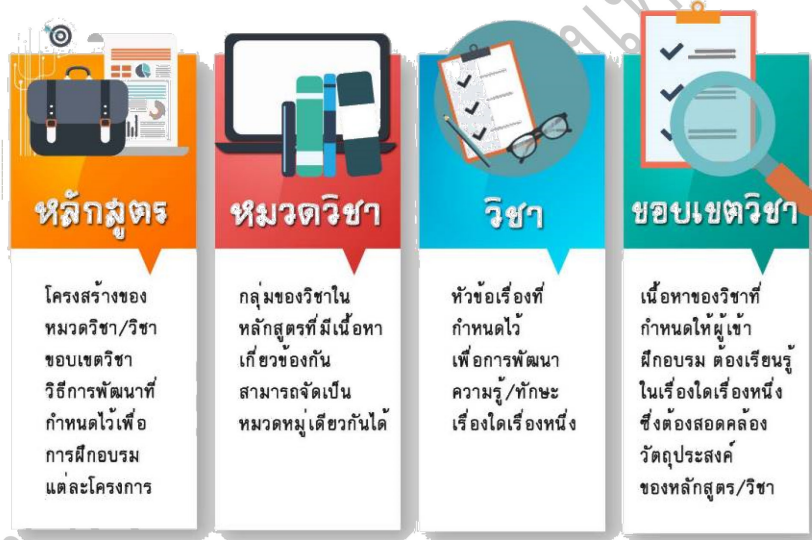 หลักสูตร
โครงสร้างของ
หมวดวิชา/วิชา
ขอบเขตวิชา
วิธีการพัฒนาที่
กำหนดไว้เพื่อ
การฝึกอบรม
แต่ละโครงการ
หมวดวิชา
กลุ่มของวิชาใน
หลักสูตรที่มีเนื้อหา
เกี่ยวข้องกัน
สามารถจัดเป็น
หมวดหมู่เดียวกันได้
วิชา
หัวข้อเรื่องที่
กำหนดไว้
เพื่อการพัฒนา
ความรู้/ทักษะ
เรื่องใดเรื่องหนึ่ง
ขอบเขตวิชา
เนื้อหาของวิชาที่
กำหนดให้ผู้เข้า
ฝึกอบรม ต้องเรียนรู้
ในเรื่องใดเรื่องหนึ่ง
ซึ่งต้องสอดคล้อง
วัตถุประสงค์
ของหลักสูตร/วิชา